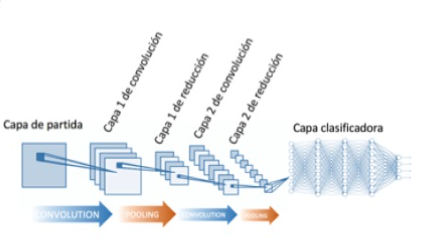 Capa de partida
Capa 1 de convolución
Capa 1 de reducción
Capa 2 de convolución
Capa 2 de reducción
Capa clasificadora
CONVOLUTION
POOLING
CONVOLUTION
POOLING